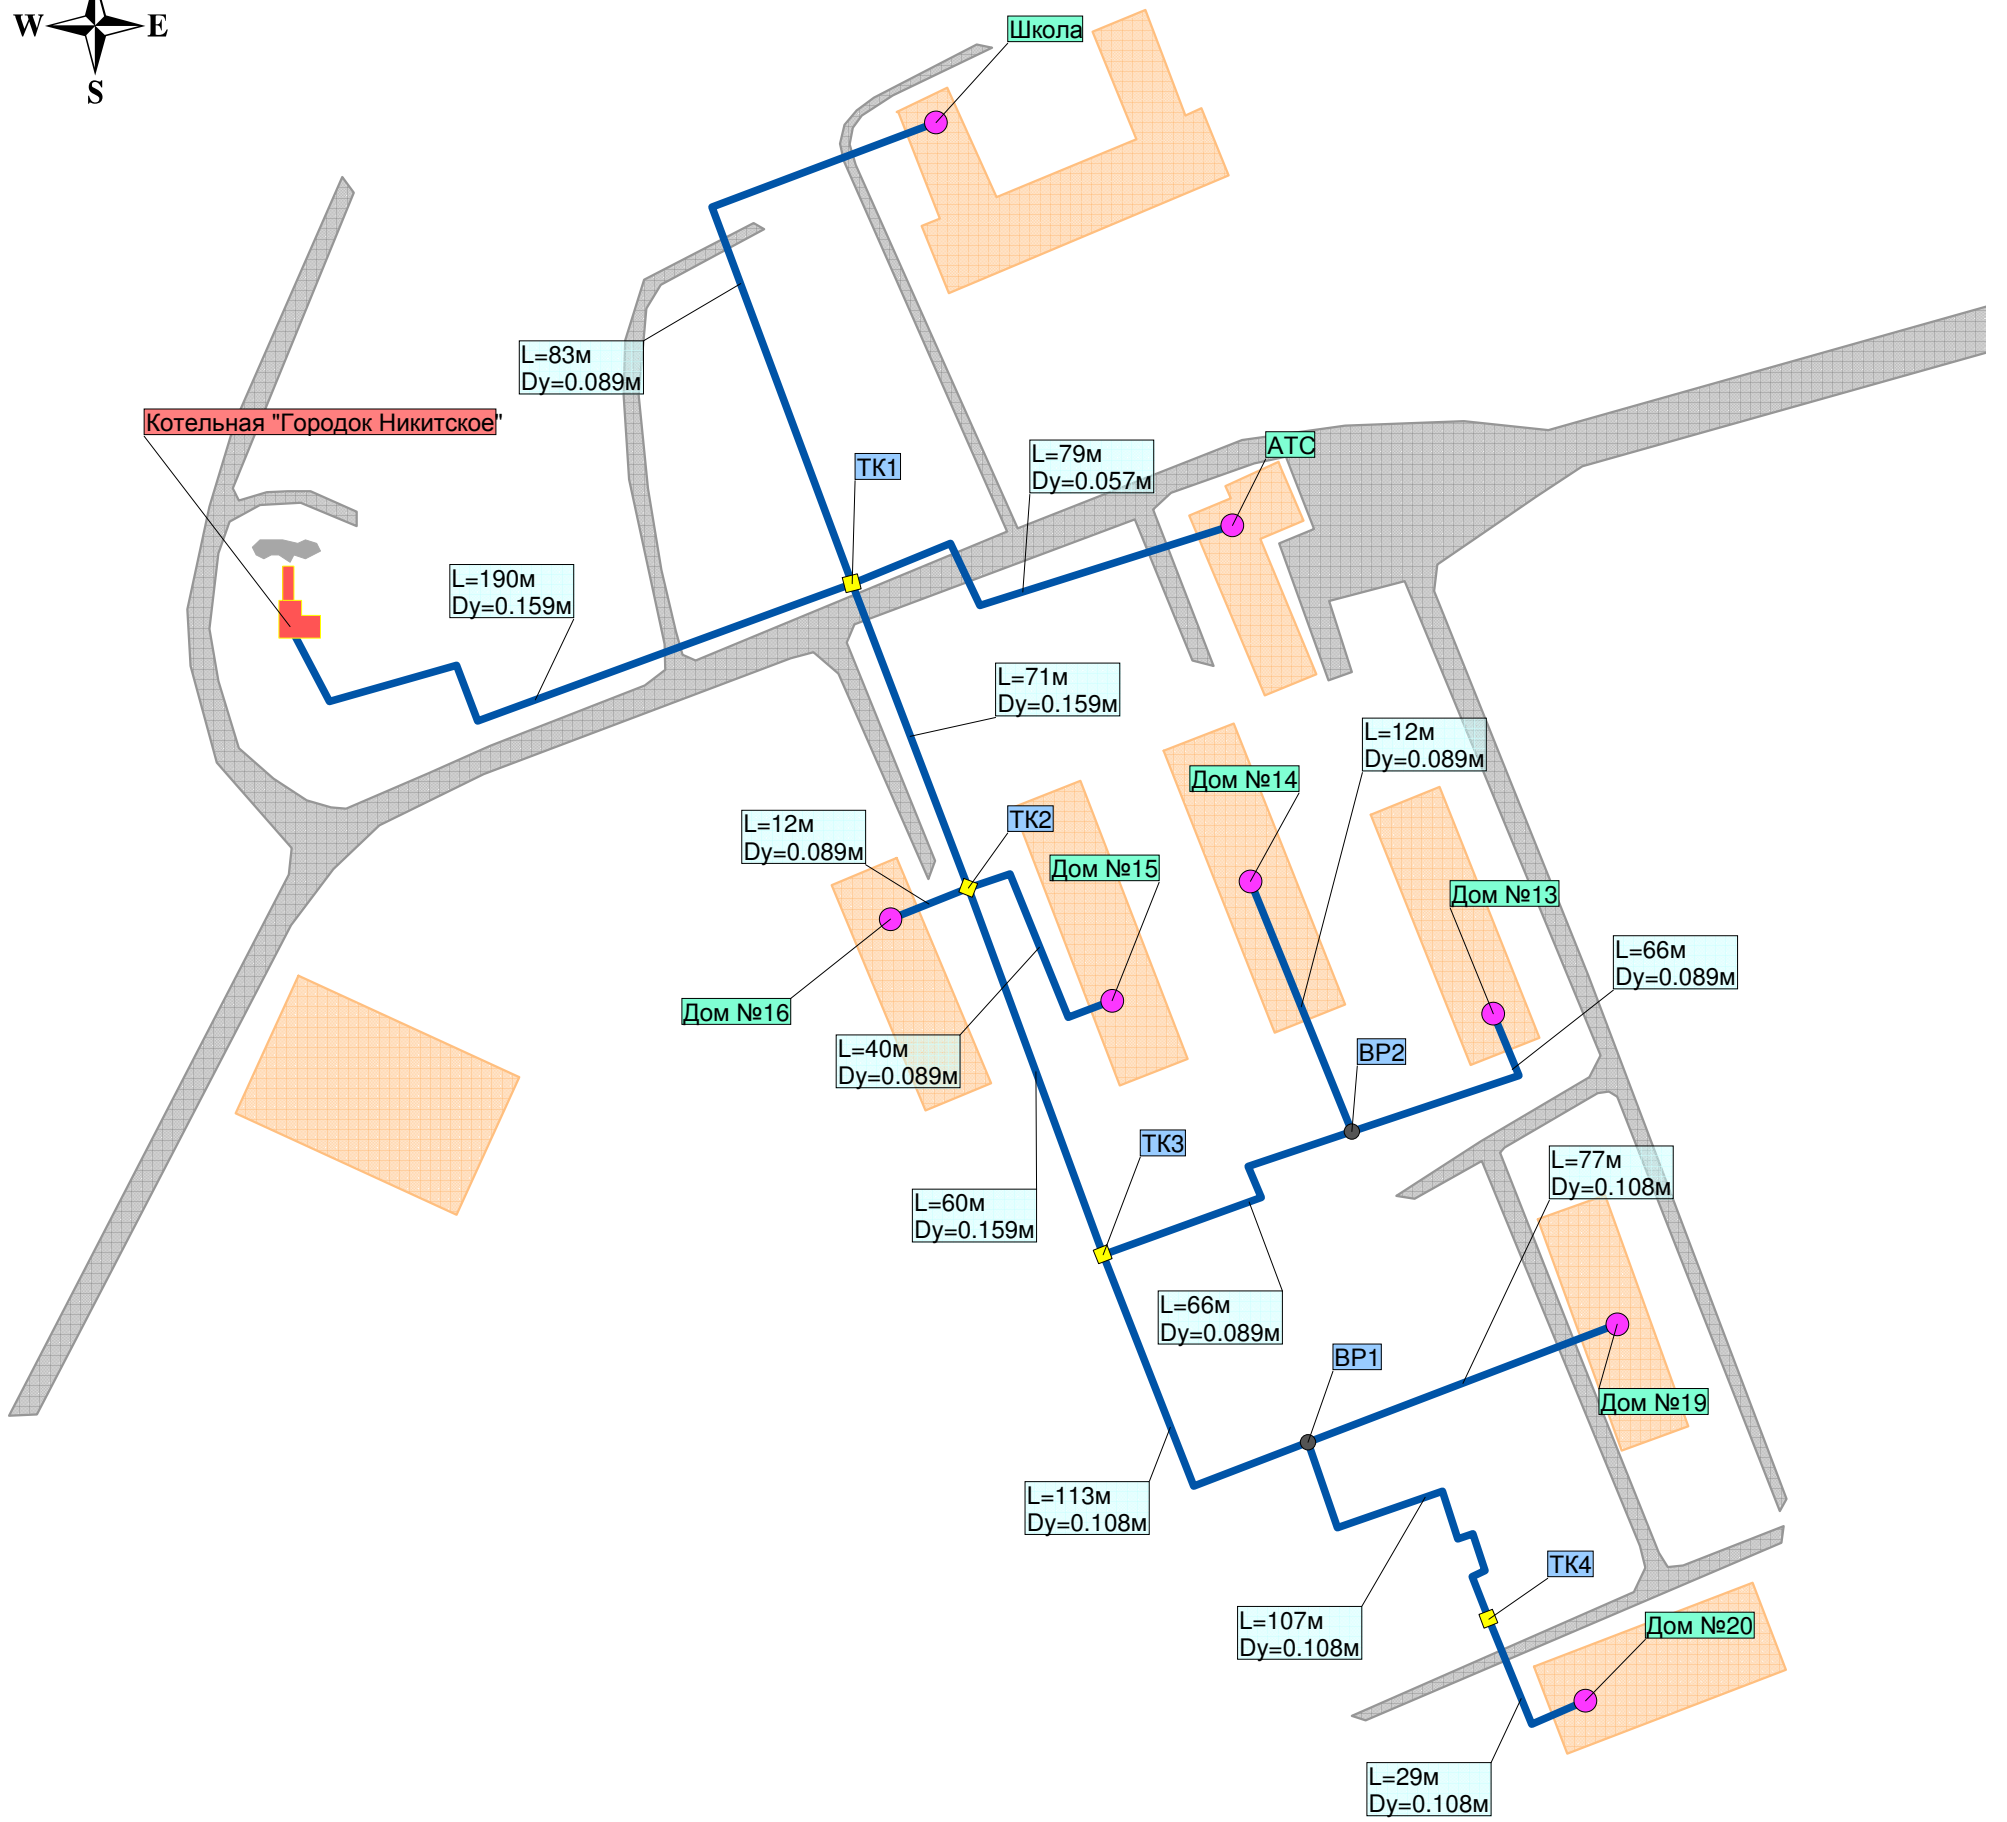 W
E
S
Школа
L=83м
Dy=0.089м
Котельная "Городок Никитское"
ТК1
L=79м
Dy=0.057м
АТС
L=190м
Dy=0.159м
L=71м
Dy=0.159м
L=12м
Dy=0.089м
Дом №14
L=12м
Dy=0.089м
ТК2
Дом №15
Дом №13
L=66м
Dy=0.089м
Дом №16
L=40м
Dy=0.089м
ВР2
ТК3
L=77м
Dy=0.108м
L=60м
Dy=0.159м
L=66м
Dy=0.089м
ВР1
Дом №19
L=113м
Dy=0.108м
ТК4
L=107м
Dy=0.108м
Дом №20
L=29м
Dy=0.108м